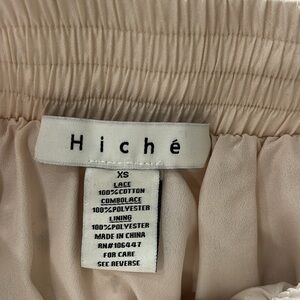 Hiché
XS
LACE
100%COTTON
COMBOLACE
100%POLYESTER
LINING
100%POLYESTER
MADE IN CHINA
RN#106447
FOR CARE
SEE REVERSE